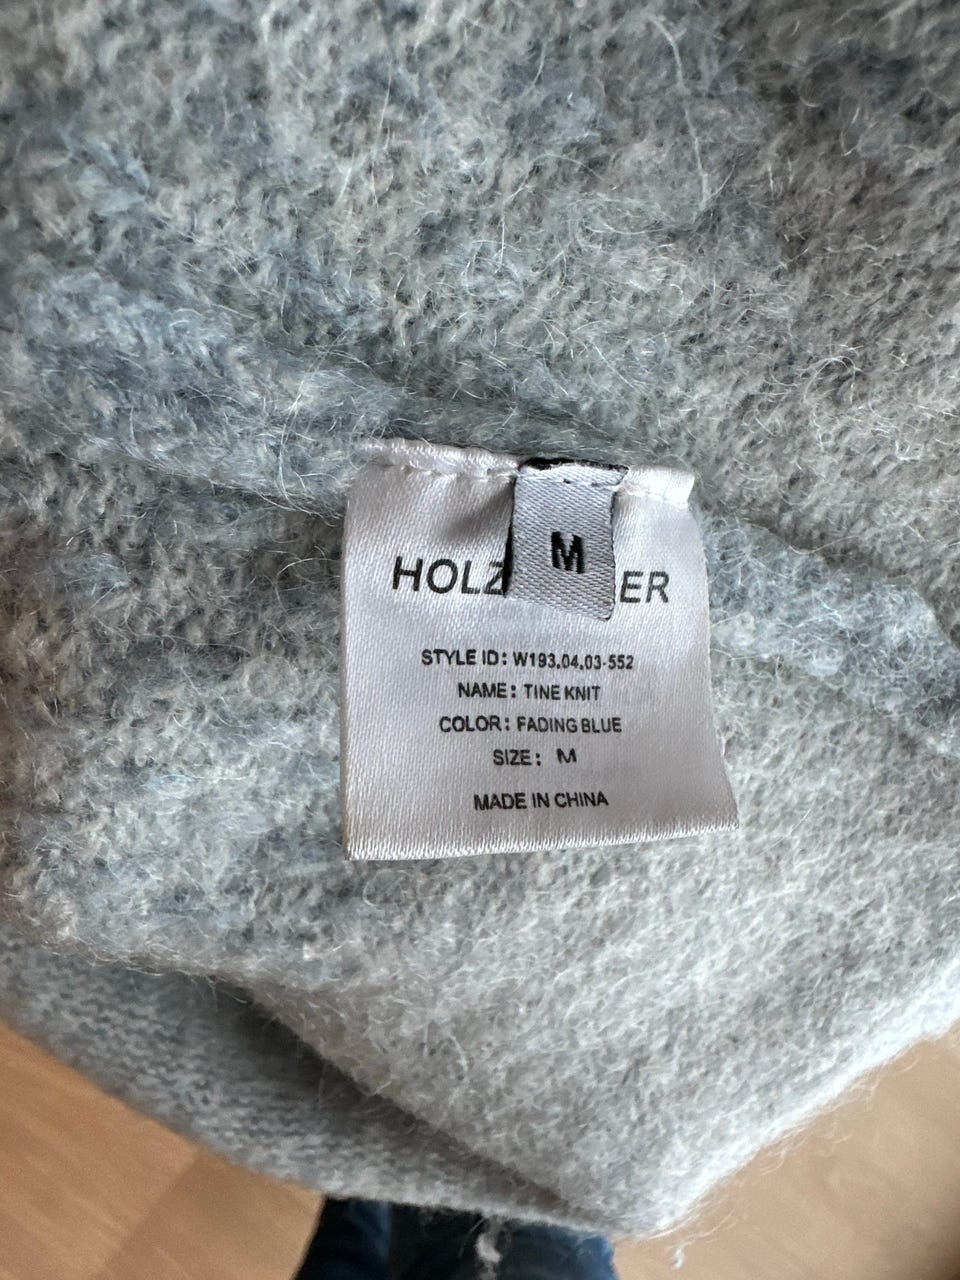 M
HOLZ ER
STYLE ID: W193.04.03-552
NAME: TINE KNIT
COLOR: FADING BLUE
SIZE: M
MADE IN CHINA